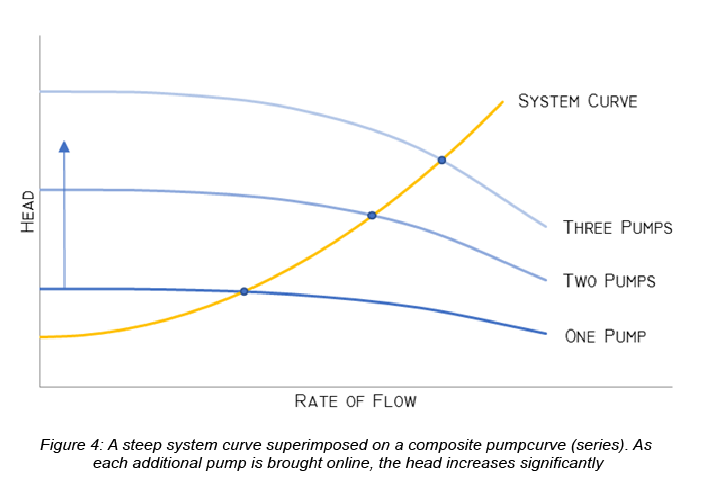 SYSTEM CURVE
HEAD
THREE PUMPS
TWO PUMPS
ONE PUMP
RATE OF FLOW
Figure 4: A steep system curve superimposed on a composite pumpcurve (series). As
each additional pump is brought online, the head increases significantly